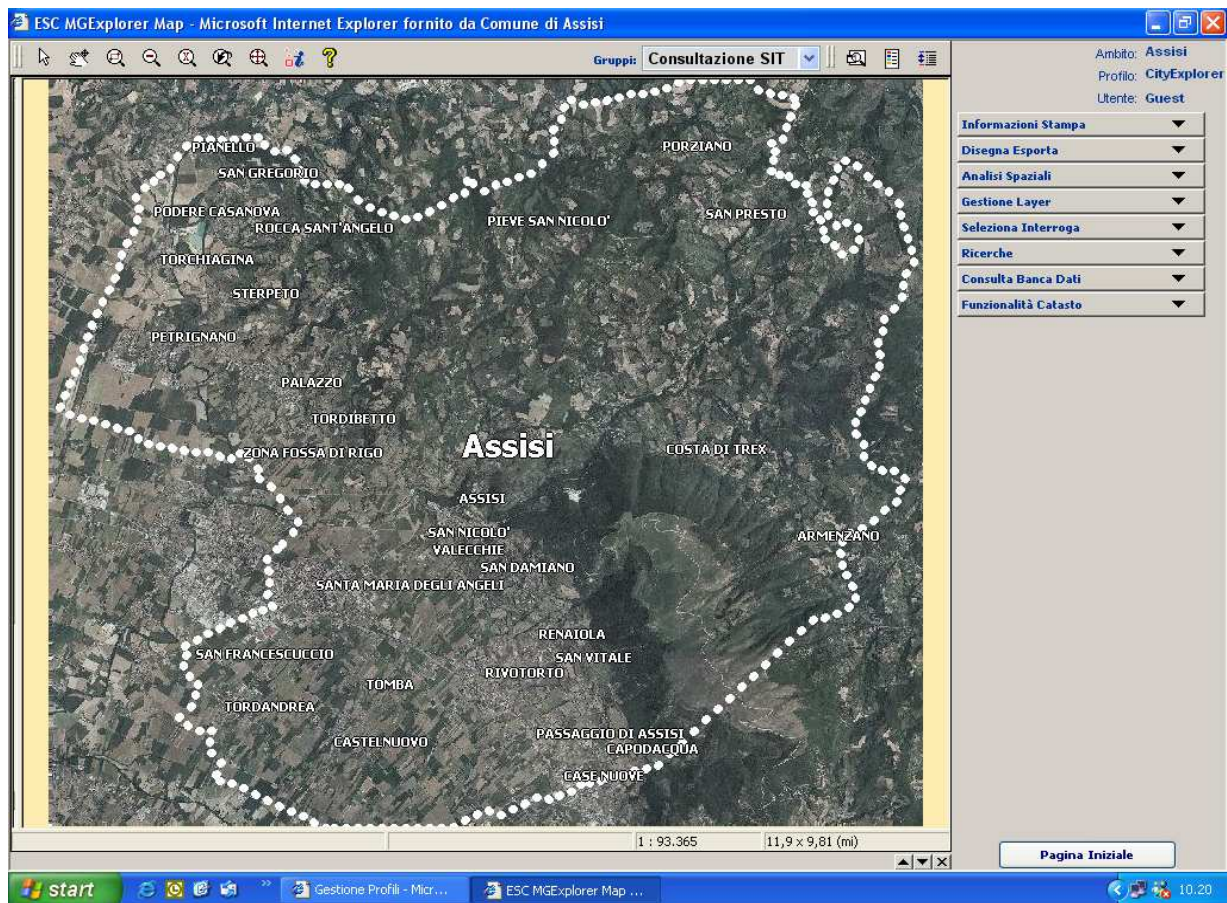 ESC MGExplorer Map - Microsoft Internet Explorer fornito da Comune di Assisi
Gruppi: Consultazione SIT
Ambito: Assisi
Profilo: CityExplorer
Utente: Guest
Informazioni Stampa
Disegna Esporta
Analisi Spaziali
Gestione Layer
Seleziona Interroga
Ricerche
Consulta Banca Dati
Funzionalità Catasto
PIANELLO
PORZIANO
SAN GREGORIO
PODERE CASANOVA
SAN PRESTO
ROCCA SANT'ANGELO
PIEVE SAN NICOLO'
TORCHIAGINA
STERPETO
PETRIGNANO
PALAZZO
TORDIBETTO
Assisi
ZONA FOSSA DI RIGO
COSTA DI TREX
ASSISI
SAN NICOLO'
ARMENZANO
VALECCHIE
SAN DAMIANO
SANTA MARIA DEGLI ANGELI
RENAIOLA
SAN FRANCESCUCCIO
SAN VITALE
RIVOTORTO
TOMBA
TORDANDREA
PASSAGGIO DI ASSISI
CASTELNUOVO
CAPODACQUA
CASE NUOVE
1 : 93.365
11,9 x 9,81 (mi)
Pagina Iniziale
start
Gestione Profili - Micr...
ESC MGExplorer Map ...
10.20